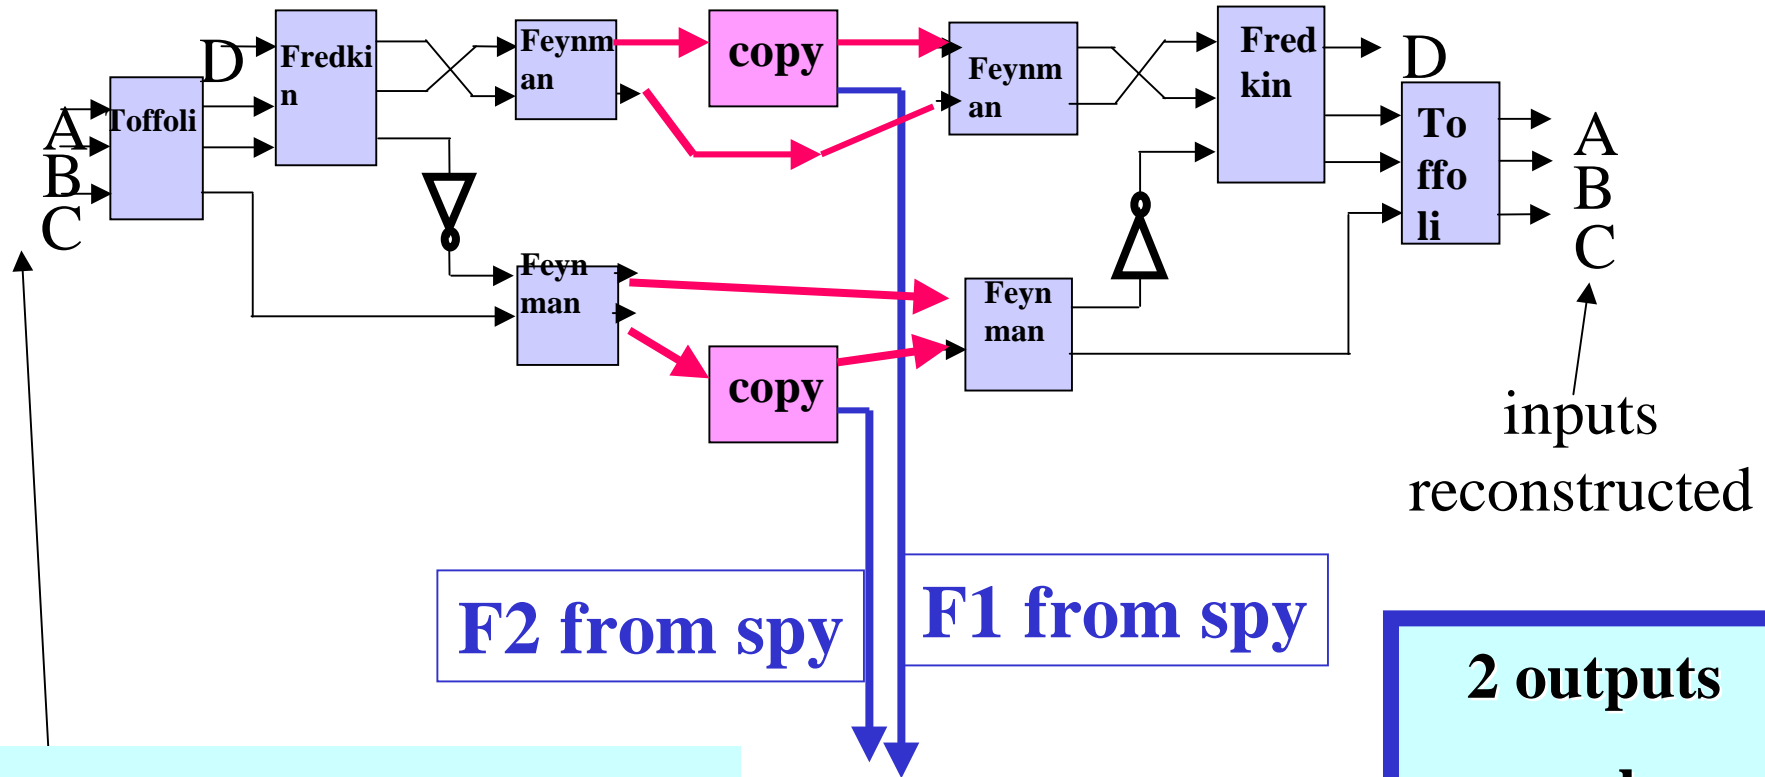 D
Fredki
n
Feynm
an
copy
Feynm
an
Fred
kin
D
A
B
C
Toffoli
To
ffo
li
A
B
C
Feyn
man
copy
Feyn
man
inputs
reconstructed
F2 from spy
F1 from spy
2 outputs